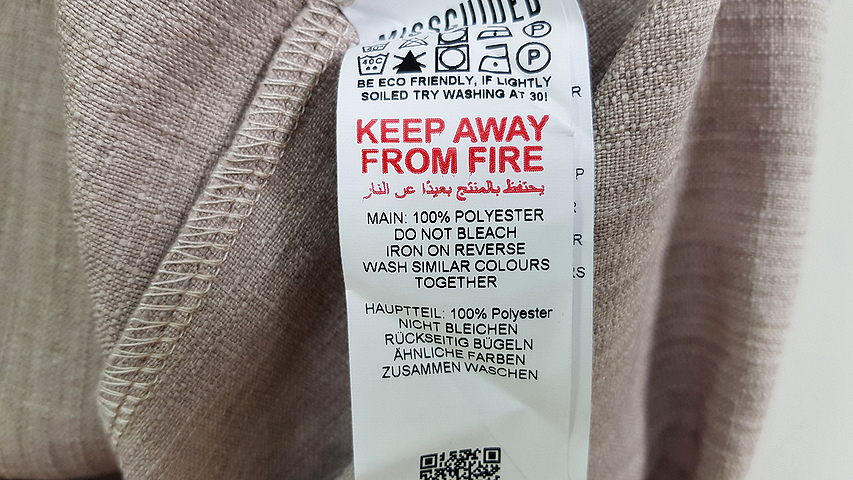 MISSGUIDED
40C P
BE ECO FRIENDLY, IF LIGHTLY
SOILED TRY WASHING AT 30!
KEEP AWAY
FROM FIRE
يحتفظ بالمنتج بعيدًا عن النار
MAIN: 100% POLYESTER
DO NOT BLEACH
IRON ON REVERSE
WASH SIMILAR COLOURS
TOGETHER
HAUPTTEIL: 100% Polyester
NICHT BLEICHEN
RÜCKSEITIG BÜGELN
ÄHNLICHE FARBEN
ZUSAMMEN WASCHEN